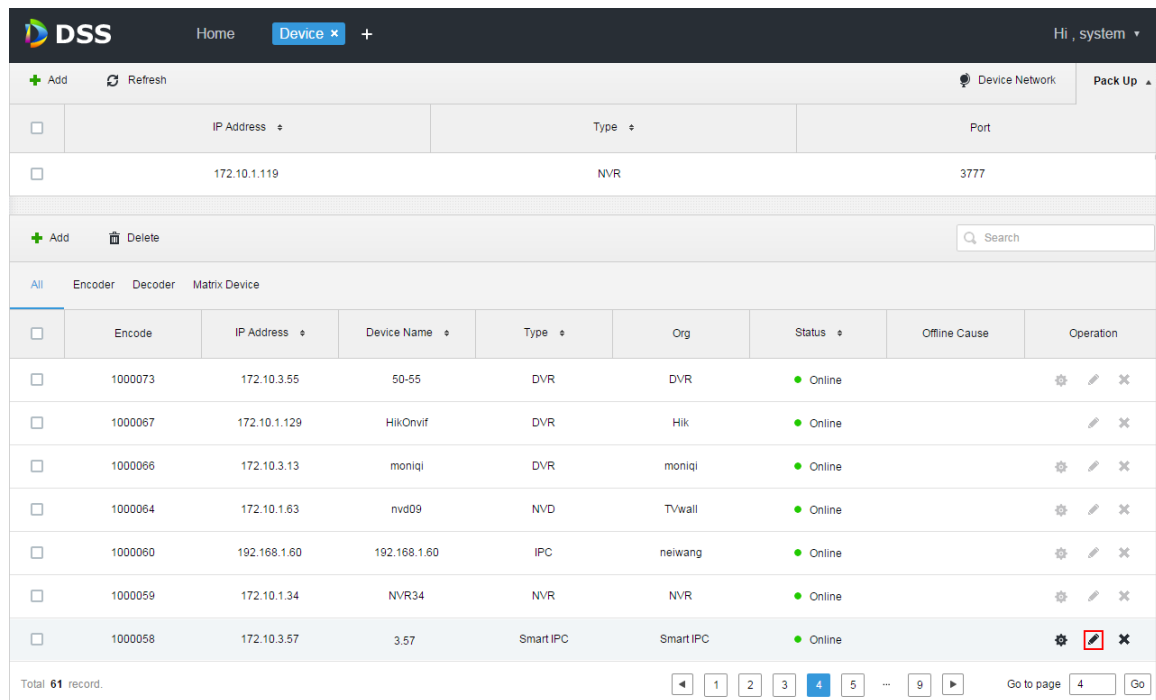 DSS Home Device × + Hi , system
Add Refresh Device Network Pack Up
IP Address Type Port
172.10.1.119 NVR 3777
Add Delete Search
All Encoder Decoder Matrix Device
Encode IP Address Device Name Type Org Status Offline Cause Operation
1000073 172.10.3.55 50-55 DVR DVR Online
1000067 172.10.1.129 HikOnvif DVR Hik Online
1000066 172.10.3.13 moniqi DVR moniqi Online
1000064 172.10.1.63 nvd09 NVD TVwall Online
1000060 192.168.1.60 192.168.1.60 IPC neiwang Online
1000059 172.10.1.34 NVR34 NVR NVR Online
1000058 172.10.3.57 3.57 Smart IPC Smart IPC Online
Total 61 record. 1 2 3 4 5 ... 9 Go to page 4 Go